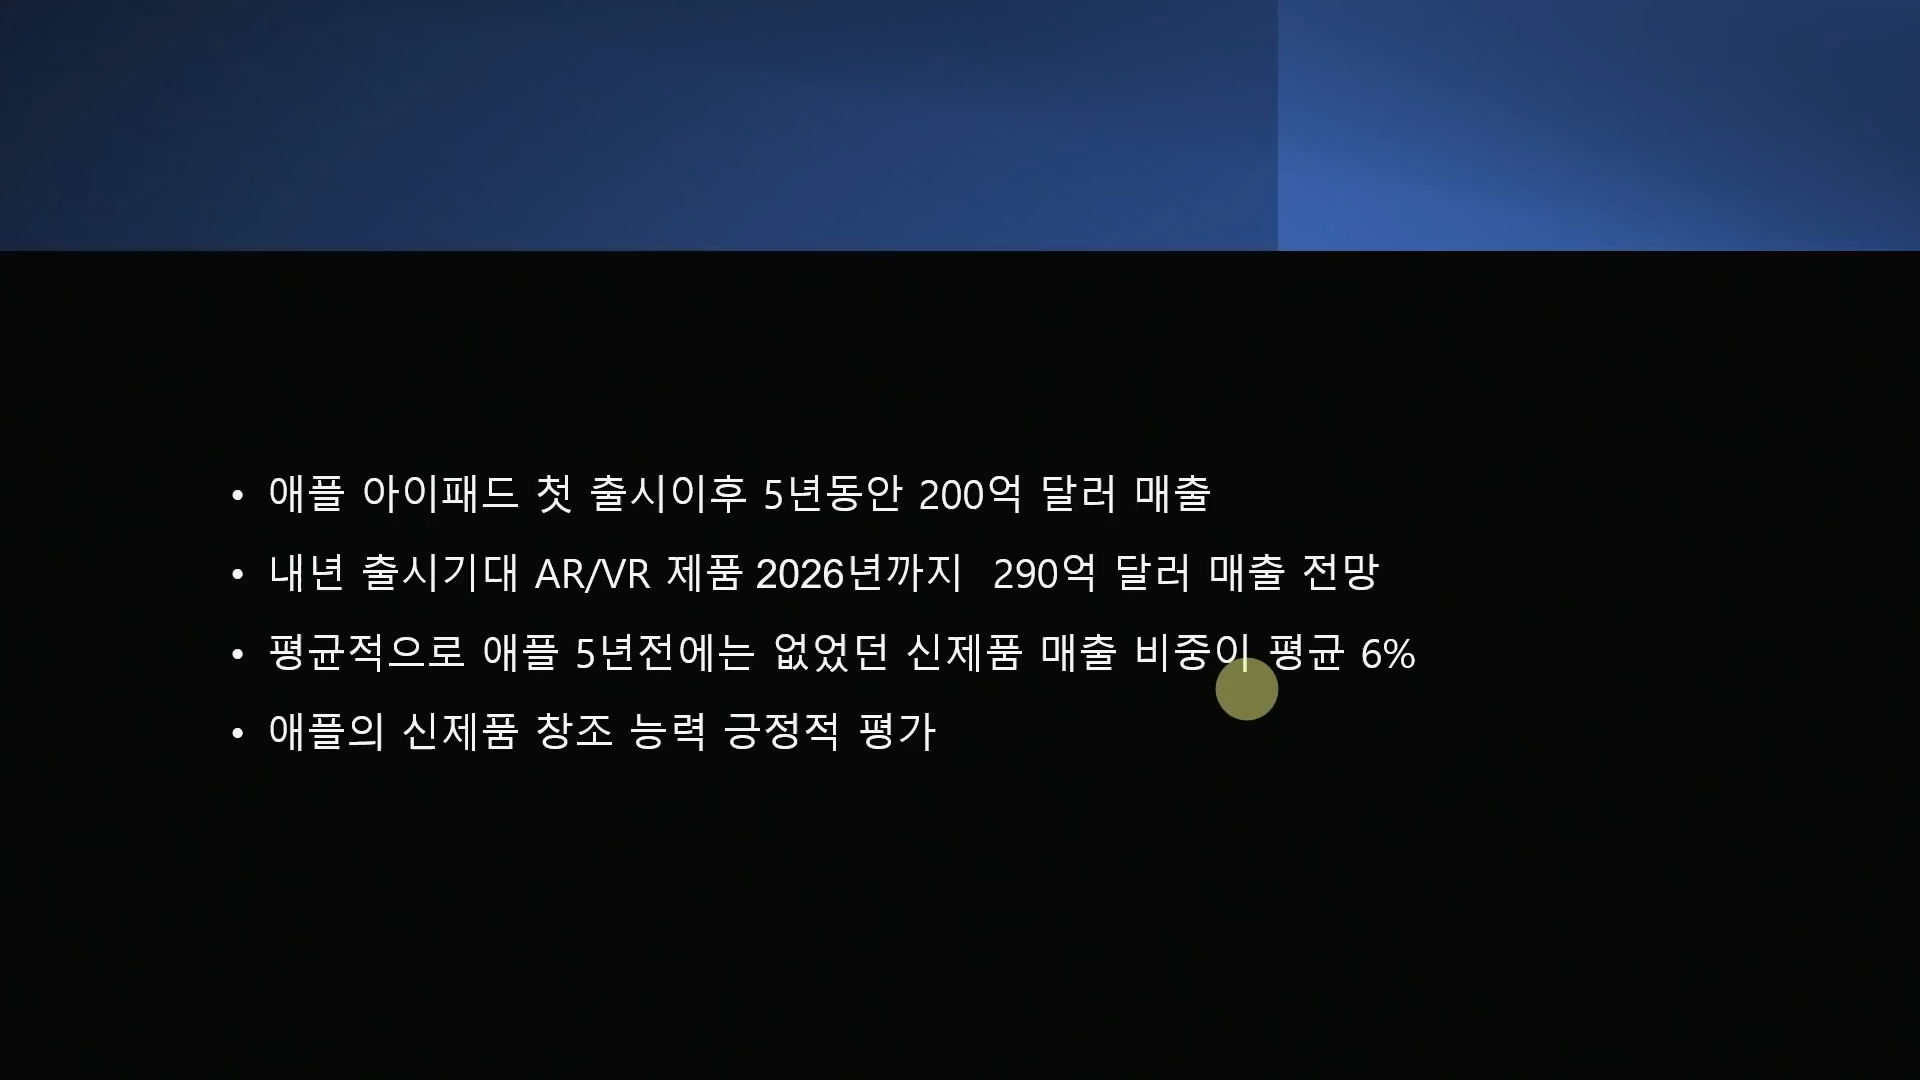 • 애플 아이패드 첫 출시이후 5년동안 200억 달러 매출
• 내년 출시기대 AR/VR 제품 2026년까지  290억 달러 매출 전망
• 평균적으로 애플 5년전에는 없었던 신제품 매출 비중이 평균 6%
• 애플의 신제품 창조 능력 긍정적 평가